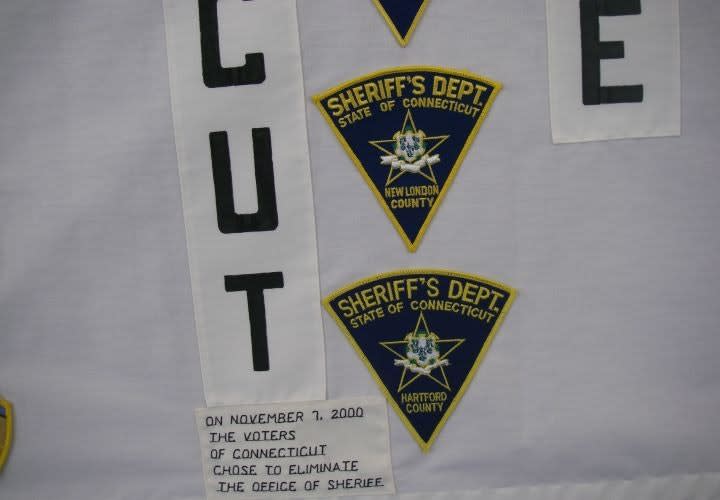 C
U
T
E
SHERIFF'S DEPT.
STATE OF CONNECTICUT
NEW LONDON
COUNTY
SHERIFF'S DEPT.
STATE OF CONNECTICUT
HARTFORD
COUNTY
ON NOVEMBER 7, 2000
THE VOTERS
OF CONNECTICUT
CHOSE TO ELIMINATE
THE OFFICE OF SHERIFF